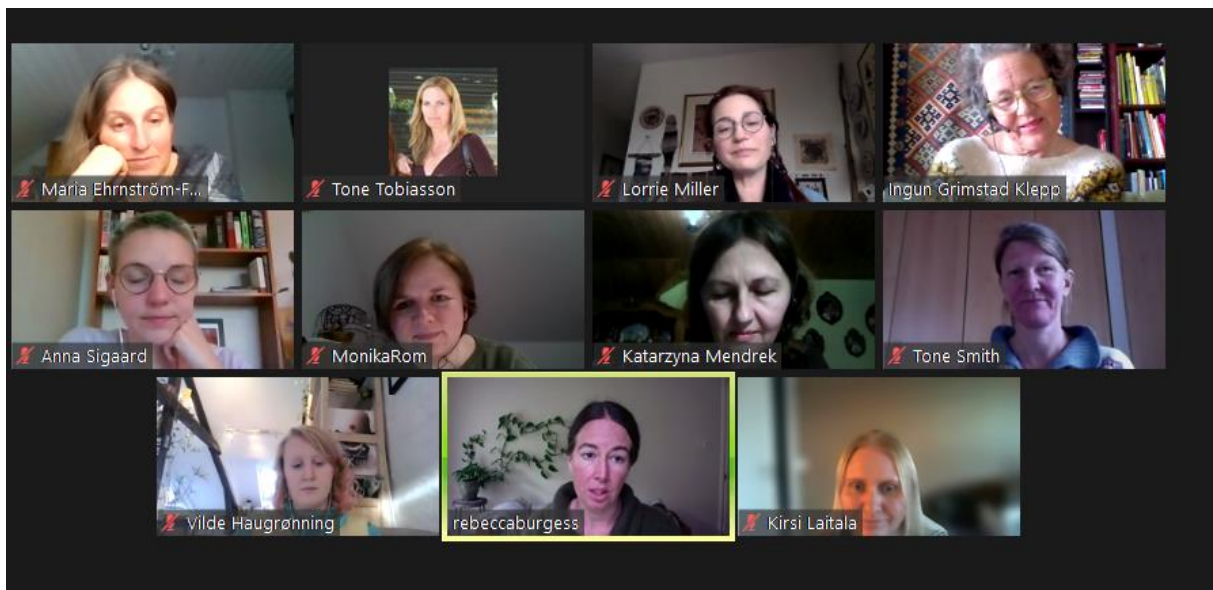 Maria Ehrnström-F...
Tone Tobiasson
Lorrie Miller
Ingun Grimstad Klepp
Anna Sigaard
MonikaRom
Katarzyna Mendrek
Tone Smith
Vilde Haugrønning
rebeccaburgess
Kirsi Laitala